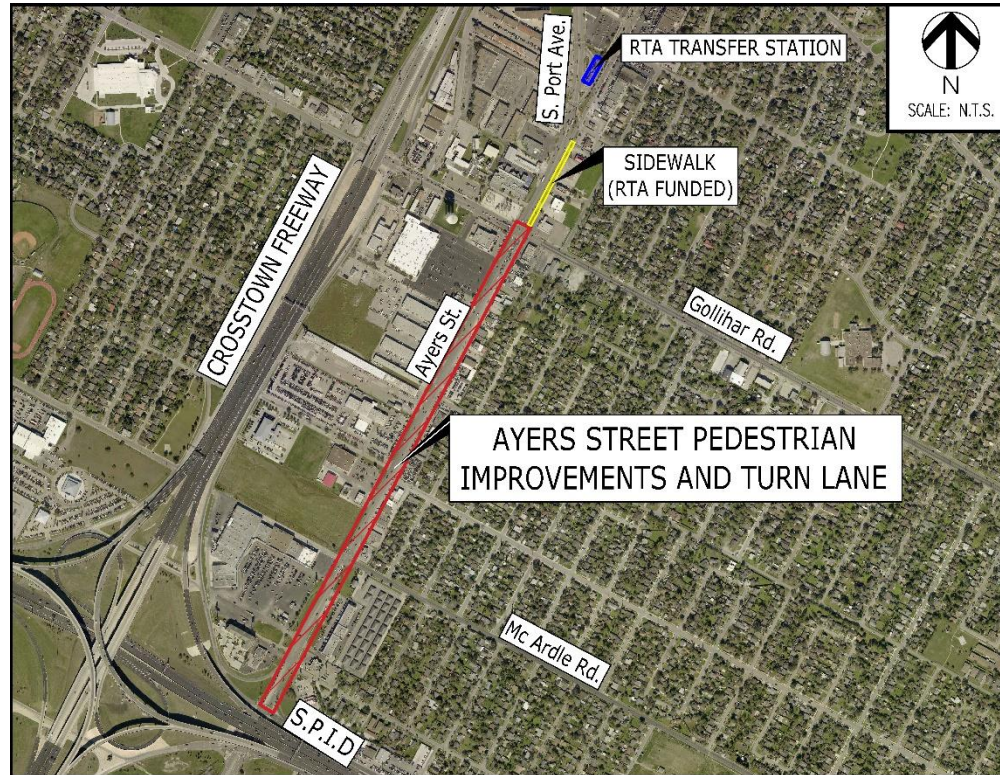 S. Port Ave.
RTA TRANSFER STATION
N
SCALE: N.T.S.
SIDEWALK
(RTA FUNDED)
CROSSTOWN FREEWAY
Ayers St.
Gollihar Rd.
AYERS STREET PEDESTRIAN
IMPROVEMENTS AND TURN LANE
Mc Ardle Rd.
S.P.I.D